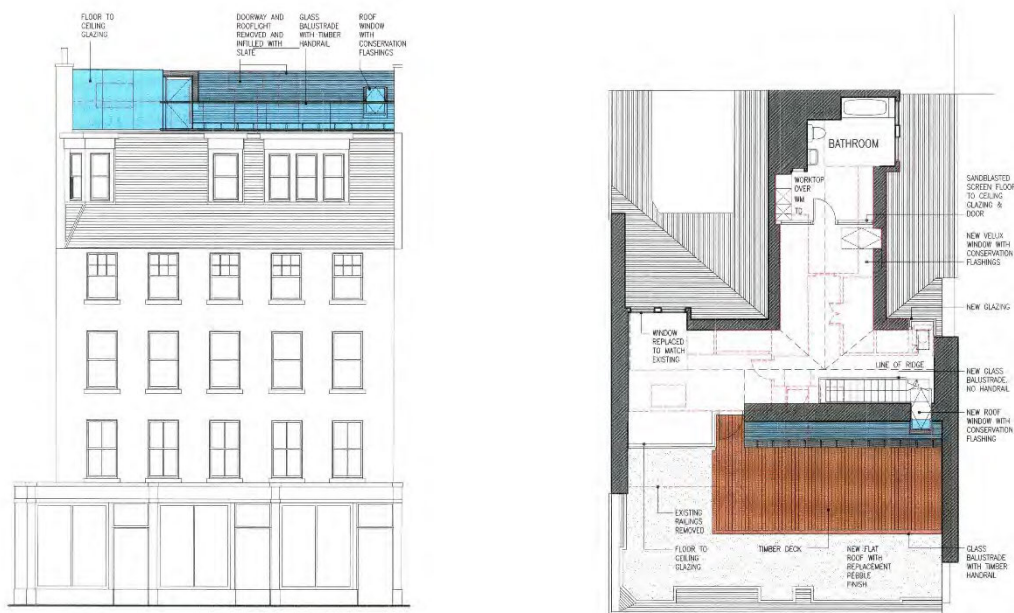 FLOOR TO
CEILING
GLAZING
DOORWAY AND
ROOFLIGHT
REMOVED AND
INFILLED WITH
SLATE
GLASS
BALUSTRADE
WITH TIMBER
HANDRAIL
ROOF
WINDOW
WITH
CONSERVATION
FLASHINGS
BATHROOM
WORKTOP
OVER
WM
TD
SANDBLASTED
SCREEN FLOOR
TO CEILING
GLAZING &
DOOR
NEW VELUX
WINDOW WITH
CONSERVATION
FLASHINGS
NEW GLAZING
WINDOW
REPLACED
TO MATCH
EXISTING
LINE OF RIDGE
NEW GLASS
BALUSTRADE,
NO HANDRAIL
NEW ROOF
WINDOW WITH
CONSERVATION
FLASHING
EXISTING
RAILINGS
REMOVED
FLOOR TO
CEILING
GLAZING
TIMBER DECK
NEW FLAT
ROOF WITH
REPLACEMENT
PEBBLE
FINISH
GLASS
BALUSTRADE
WITH TIMBER
HANDRAIL